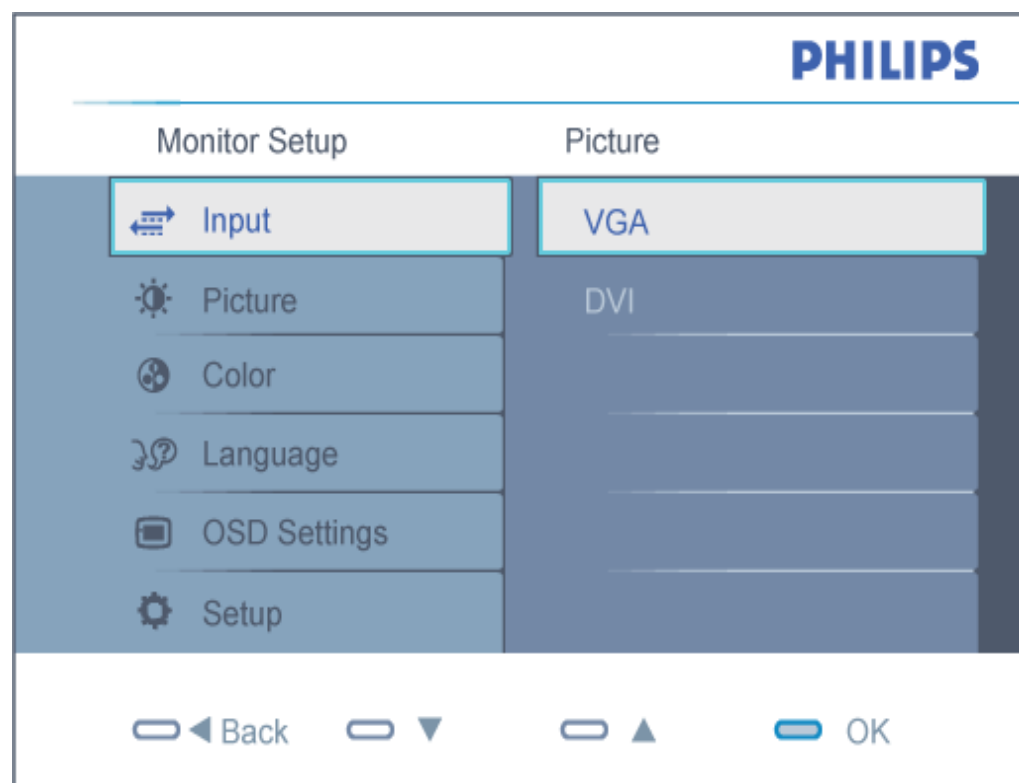 PHILIPS
Monitor Setup Picture
Input VGA
Picture DVI
Color
Language
OSD Settings
Setup
Back OK